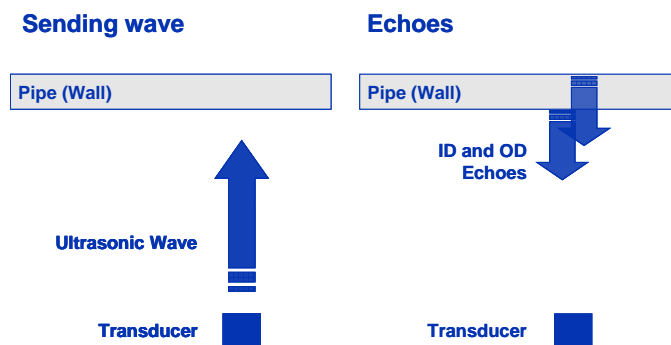 Sending wave
Pipe (Wall)
Ultrasonic Wave
Transducer
Echoes
Pipe (Wall)
ID and OD
Echoes
Transducer